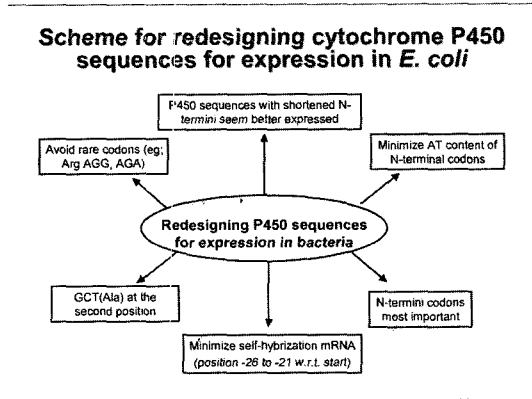 Scheme for redesigning cytochrome P450
sequences for expression in E. coli
P450 sequences with shortened N-
termini seem better expressed
Avoid rare codons (eg;
Arg AGG, AGA)
Minimize AT content of
N-terminal codons
Redesigning P450 sequences
for expression in bacteria
GCT(Ala) at the
second position
N-termini codons
most important
Minimize self-hybrization mRNA
(position -26 to -21 w.r.t. start)